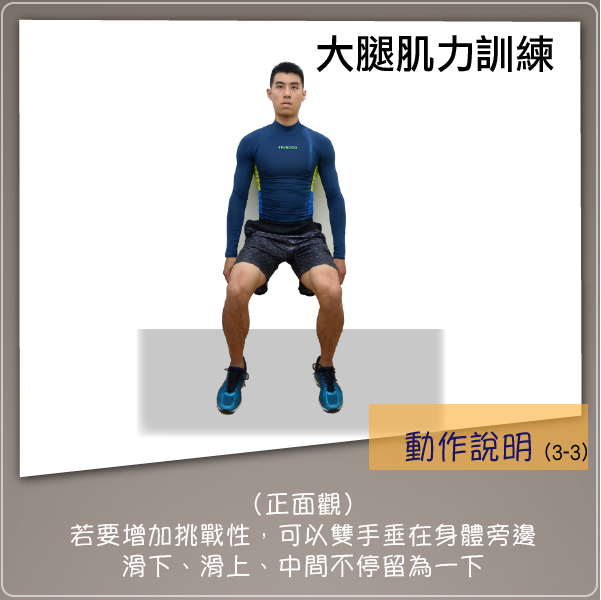 大腿肌力訓練
動作說明 (3-3)
（正面觀）
若要增加挑戰性，可以雙手垂在身體旁邊
滑下、滑上、中間不停留為一下